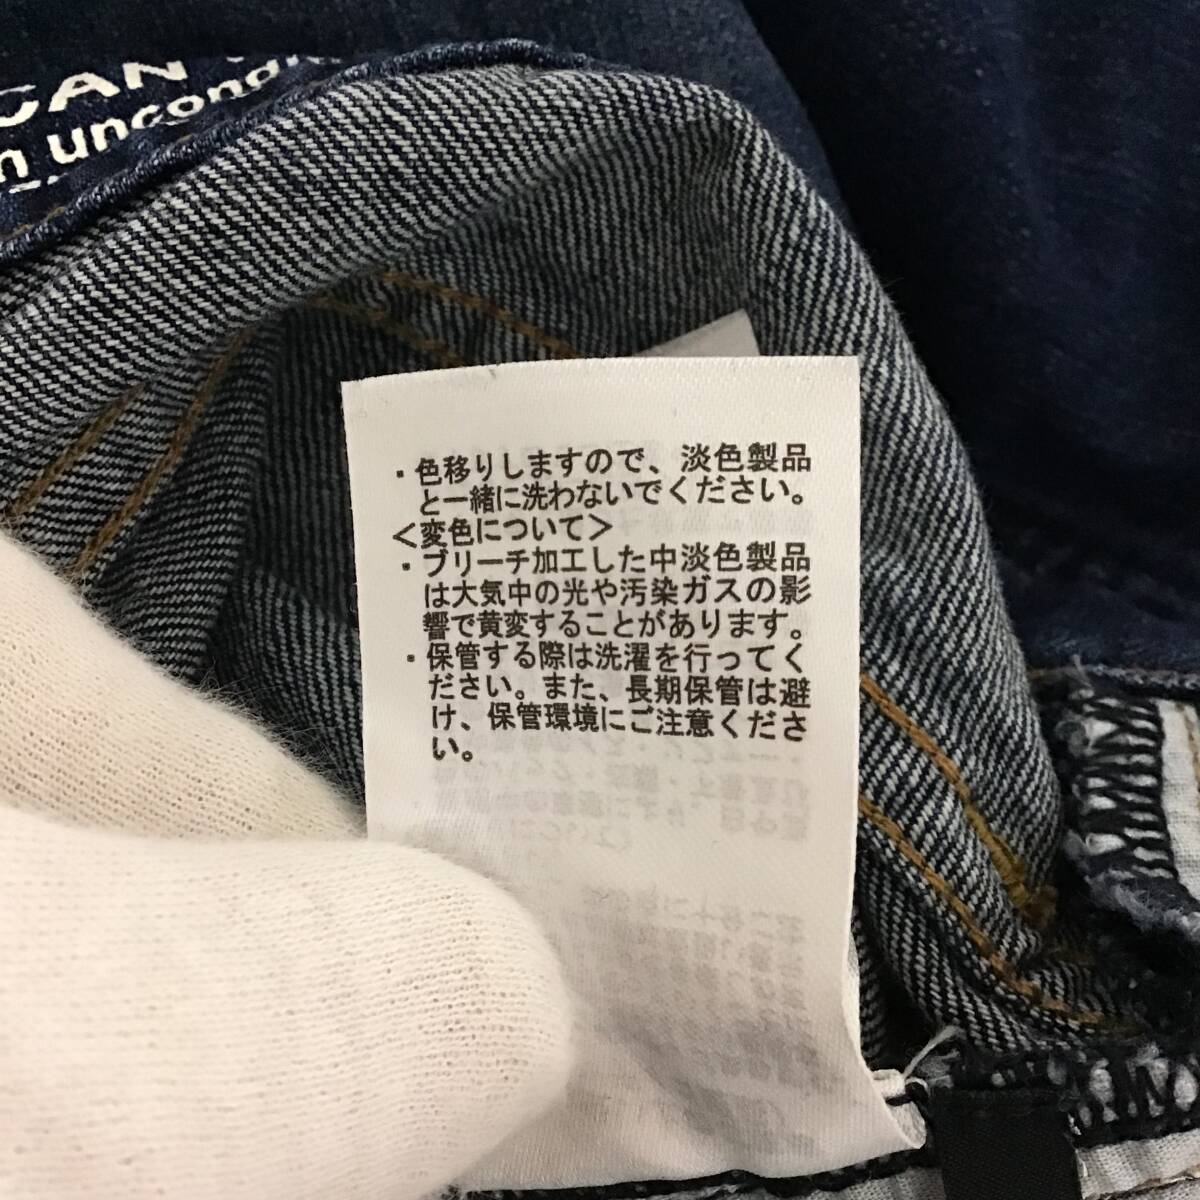 CAN
n uncondi
・色移りしますので、淡色製品
と一緒に洗わないでください。
<変色について>
・ブリーチ加工した中淡色製品
は大気中の光や汚染ガスの影
響で黄変することがあります。
・保管する際は洗濯を行ってく
ださい。また、長期保管は避
け、保管環境にご注意くださ
い。